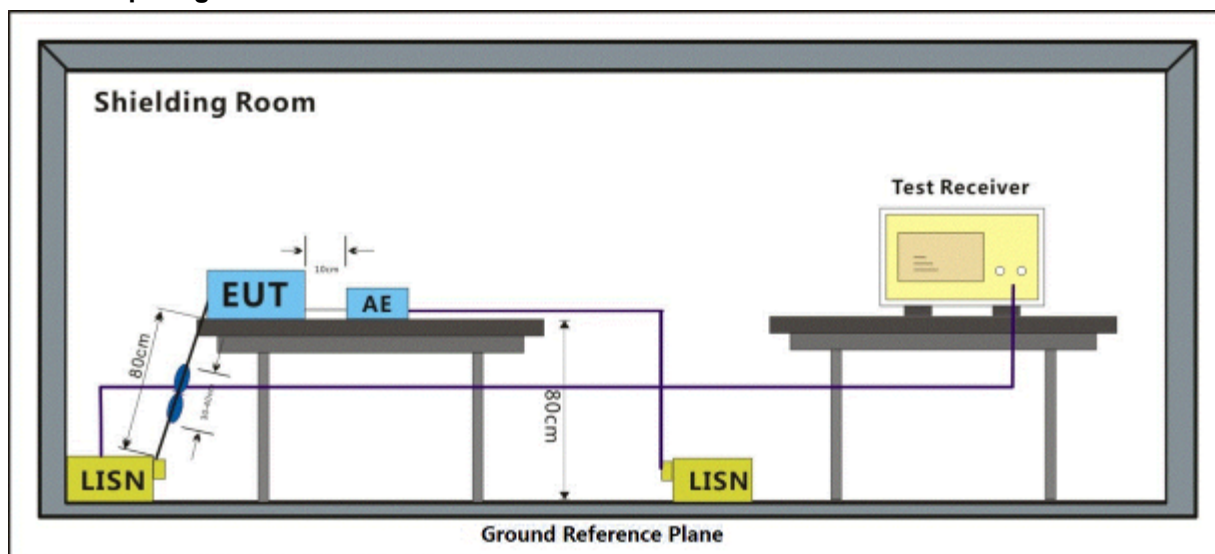 Shielding Room
Test Receiver
10cm
EUT
AE
80cm
80cm
LISN
LISN
Ground Reference Plane